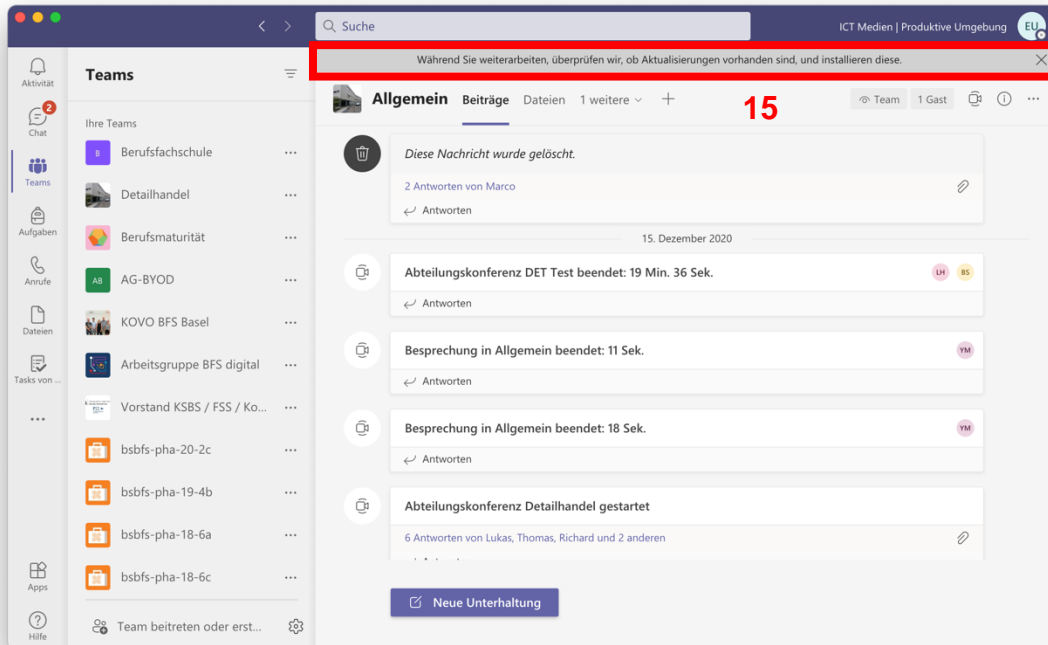 Suche
ICT Medien | Produktive Umgebung
EU
Während Sie weiterarbeiten, überprüfen wir, ob Aktualisierungen vorhanden sind, und installieren diese.
15
Aktivität
2
Chat
Teams
Aufgaben
Anrufe
Dateien
Tasks von ...
Apps
Hilfe
Teams
Ihre Teams
B Berufsfachschule
Detailhandel
Berufsmaturität
AB AG-BYOD
KOVO BFS Basel
Arbeitsgruppe BFS digital
Vorstand KSBS / FSS / Ko...
bsbfs-pha-20-2c
bsbfs-pha-19-4b
bsbfs-pha-18-6a
bsbfs-pha-18-6c
Team beitreten oder erst...
Allgemein Beiträge Dateien 1 weitere
Team 1 Gast
Diese Nachricht wurde gelöscht.
2 Antworten von Marco
Antworten
15. Dezember 2020
Abteilungskonferenz DET Test beendet: 19 Min. 36 Sek. LH BS
Antworten
Besprechung in Allgemein beendet: 11 Sek. YM
Antworten
Besprechung in Allgemein beendet: 18 Sek. YM
Antworten
Abteilungskonferenz Detailhandel gestartet
6 Antworten von Lukas, Thomas, Richard und 2 anderen
Neue Unterhaltung